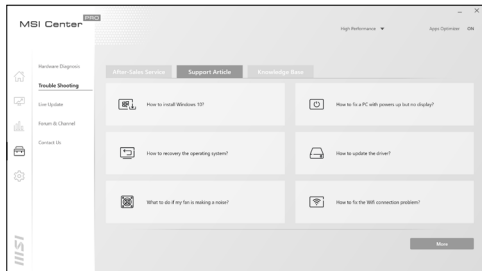 MSI Center PRO
High Performance
Apps Optimizer ON
Hardware Diagnosis
Trouble Shooting
Live Update
Forum & Channel
Contact Us
After-Sales Service
Support Article
Knowledge Base
How to install Windows 10?
How to fix a PC with powers up but no display?
How to recovery the operating system?
How to update the driver?
What to do if my fan is making a noise?
How to fix the Wifi connection problem?
More
msi